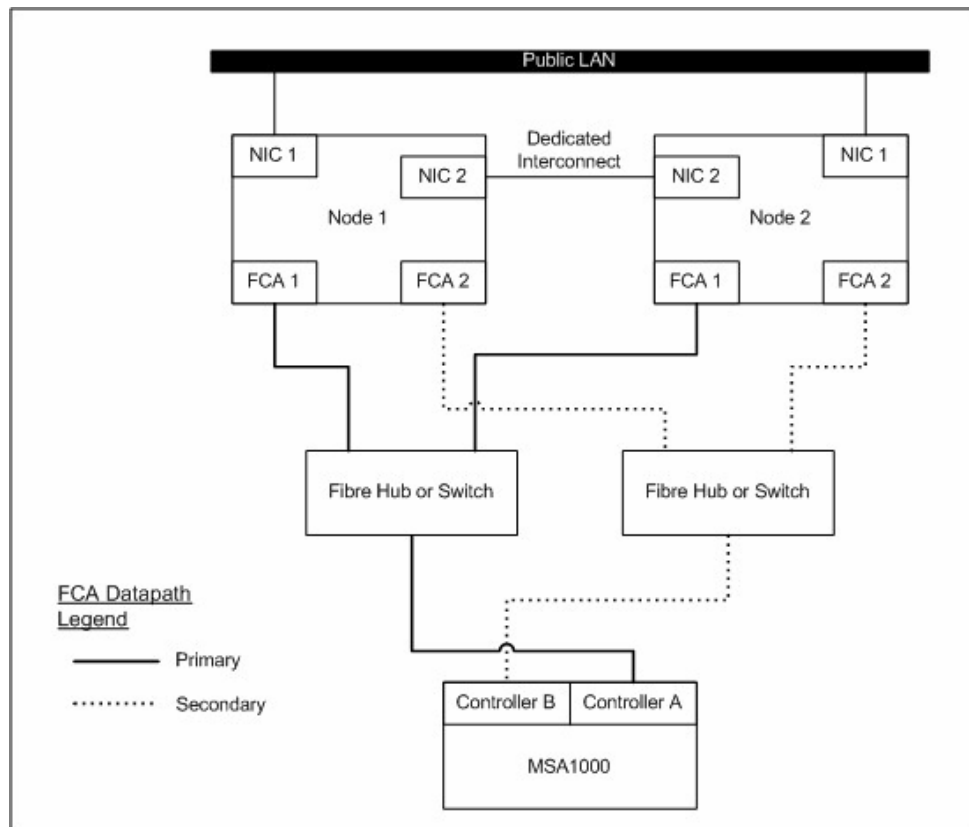 Public LAN
NIC 1
Dedicated
Interconnect
NIC 1
NIC 2
NIC 2
Node 1
Node 2
FCA 1
FCA 2
FCA 1
FCA 2
Fibre Hub or Switch
Fibre Hub or Switch
FCA Datapath
Legend
Primary
Secondary
Controller B
Controller A
MSA1000